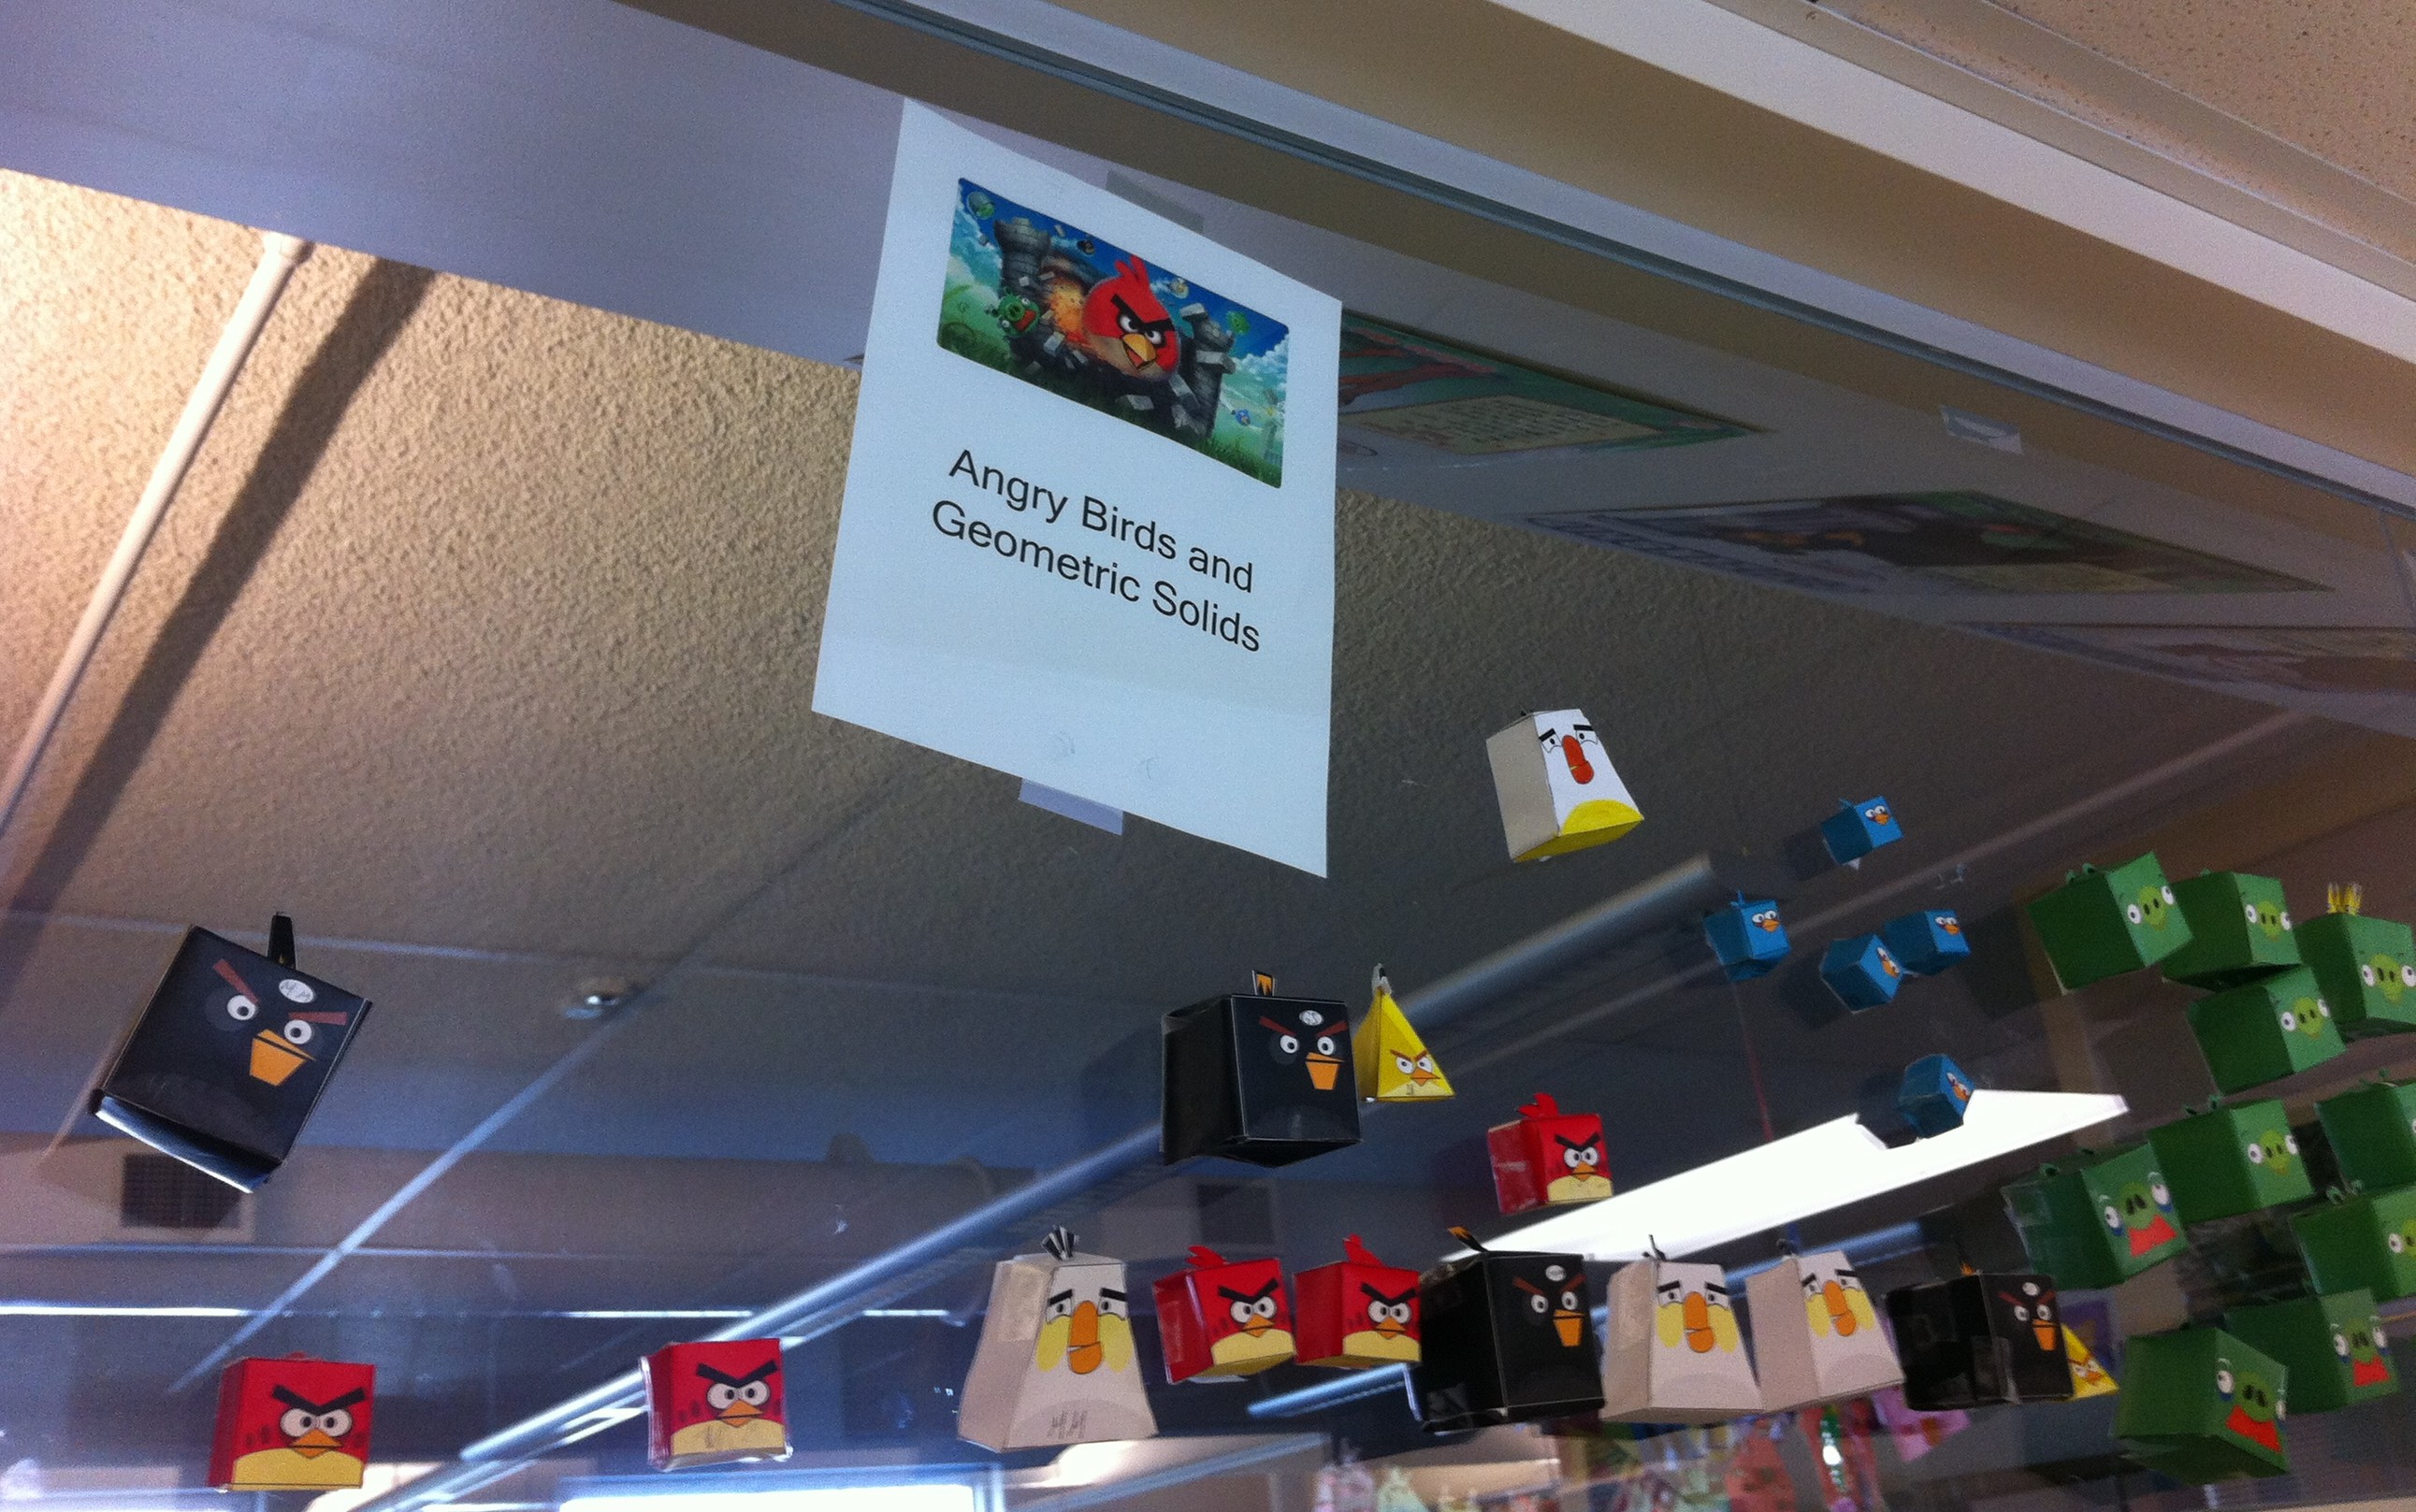 Angry Birds and
Geometric Solids